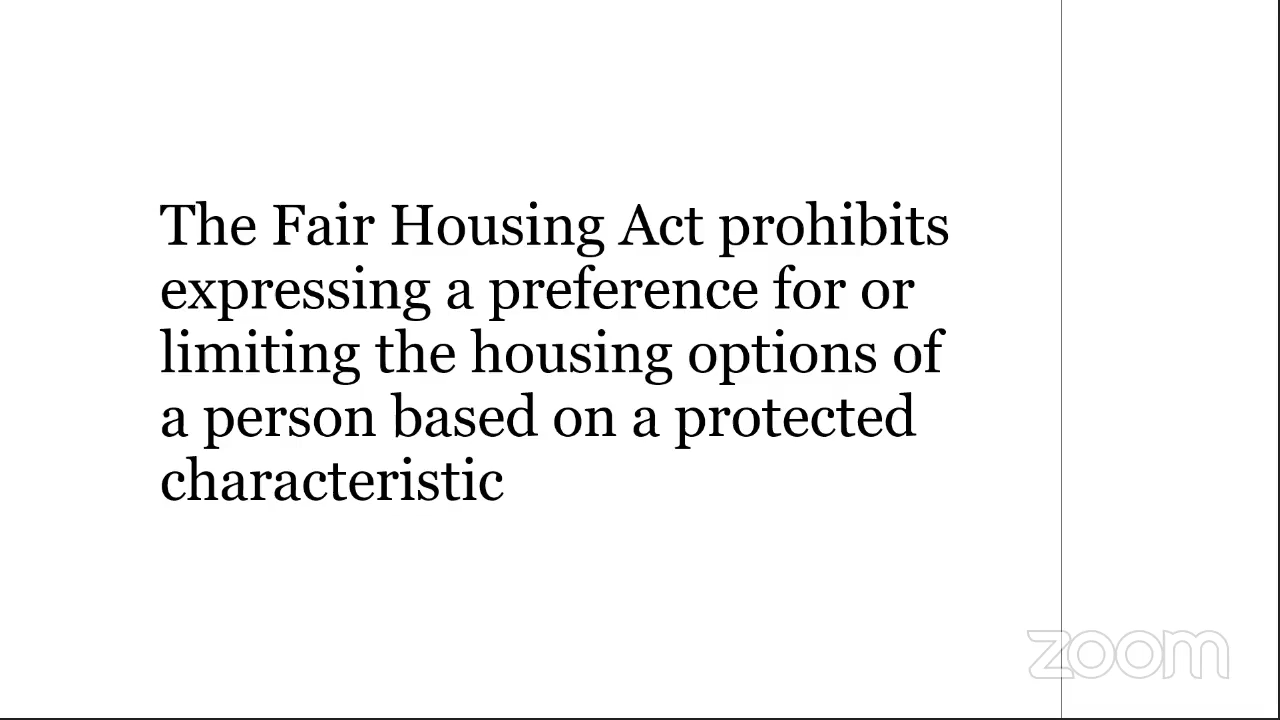 The Fair Housing Act prohibits
expressing a preference for or
limiting the housing options of
a person based on a protected
characteristic
zoom